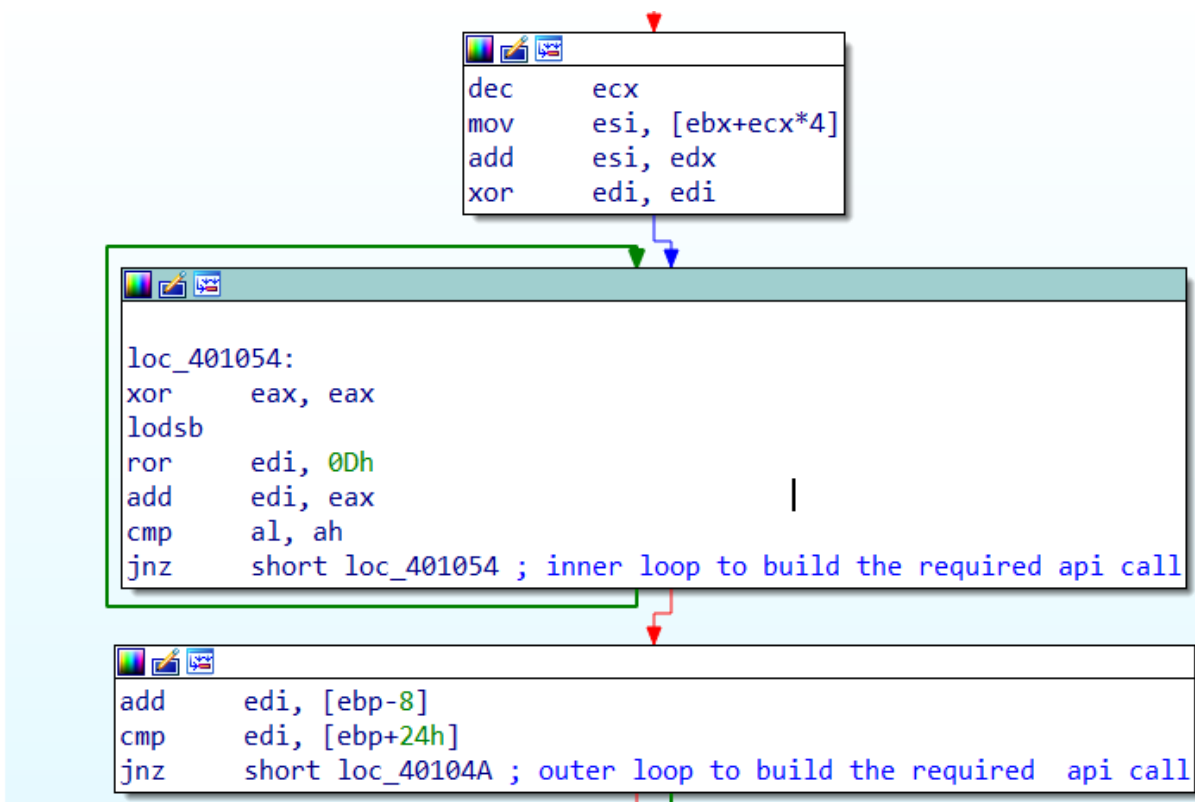 dec ecx
mov esi, [ebx+ecx*4]
add esi, edx
xor edi, edi
loc_401054:
xor eax, eax
lodsb
ror edi, 0Dh
add edi, eax
cmp al, ah
jnz short loc_401054 ; inner loop to build the required api call
add edi, [ebp-8]
cmp edi, [ebp+24h]
jnz short loc_40104A ; outer loop to build the required  api call